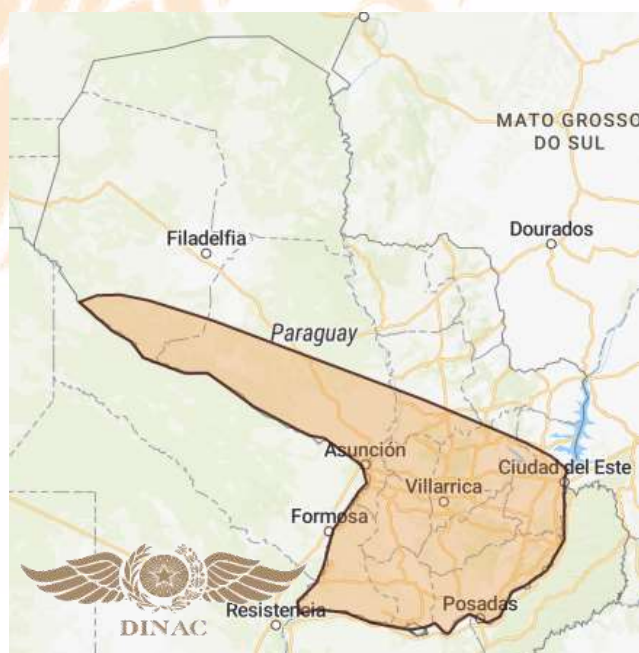 MATO GROSSO
DO SUL
Dourados
Filadelfia
Paraguay
Asunción
Ciudad del Este
Villarrica
Formosa
Resistencia
Posadas
DINAC